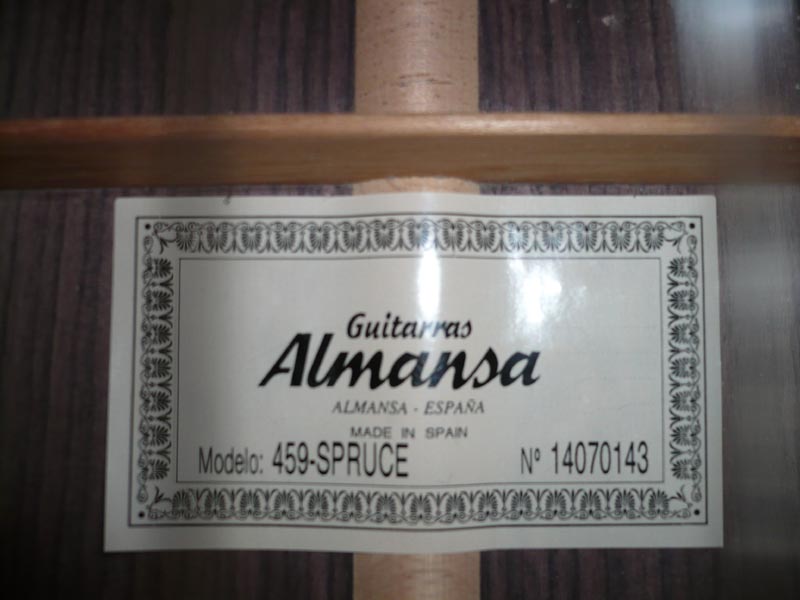 Guitarras
Almansa
ALMANSA - ESPAÑA
MADE IN SPAIN
Modelo: 459-SPRUCE Nº 14070143